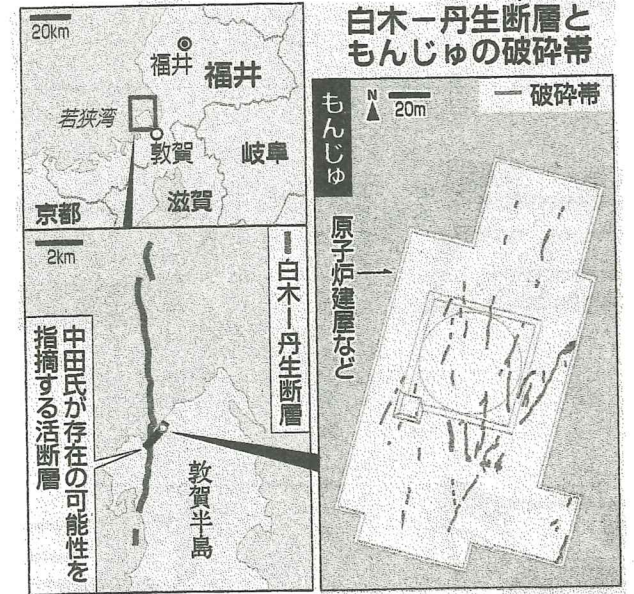 白木ー丹生断層と
もんじゅの破砕帯
20km
福井
福井
若狭湾
敦賀
岐阜
滋賀
京都
2km
白木ー丹生断層
中田氏が存在の可能性を
指摘する活断層
敦賀半島
もんじゅ
N
20m
破砕帯
原子炉建屋など